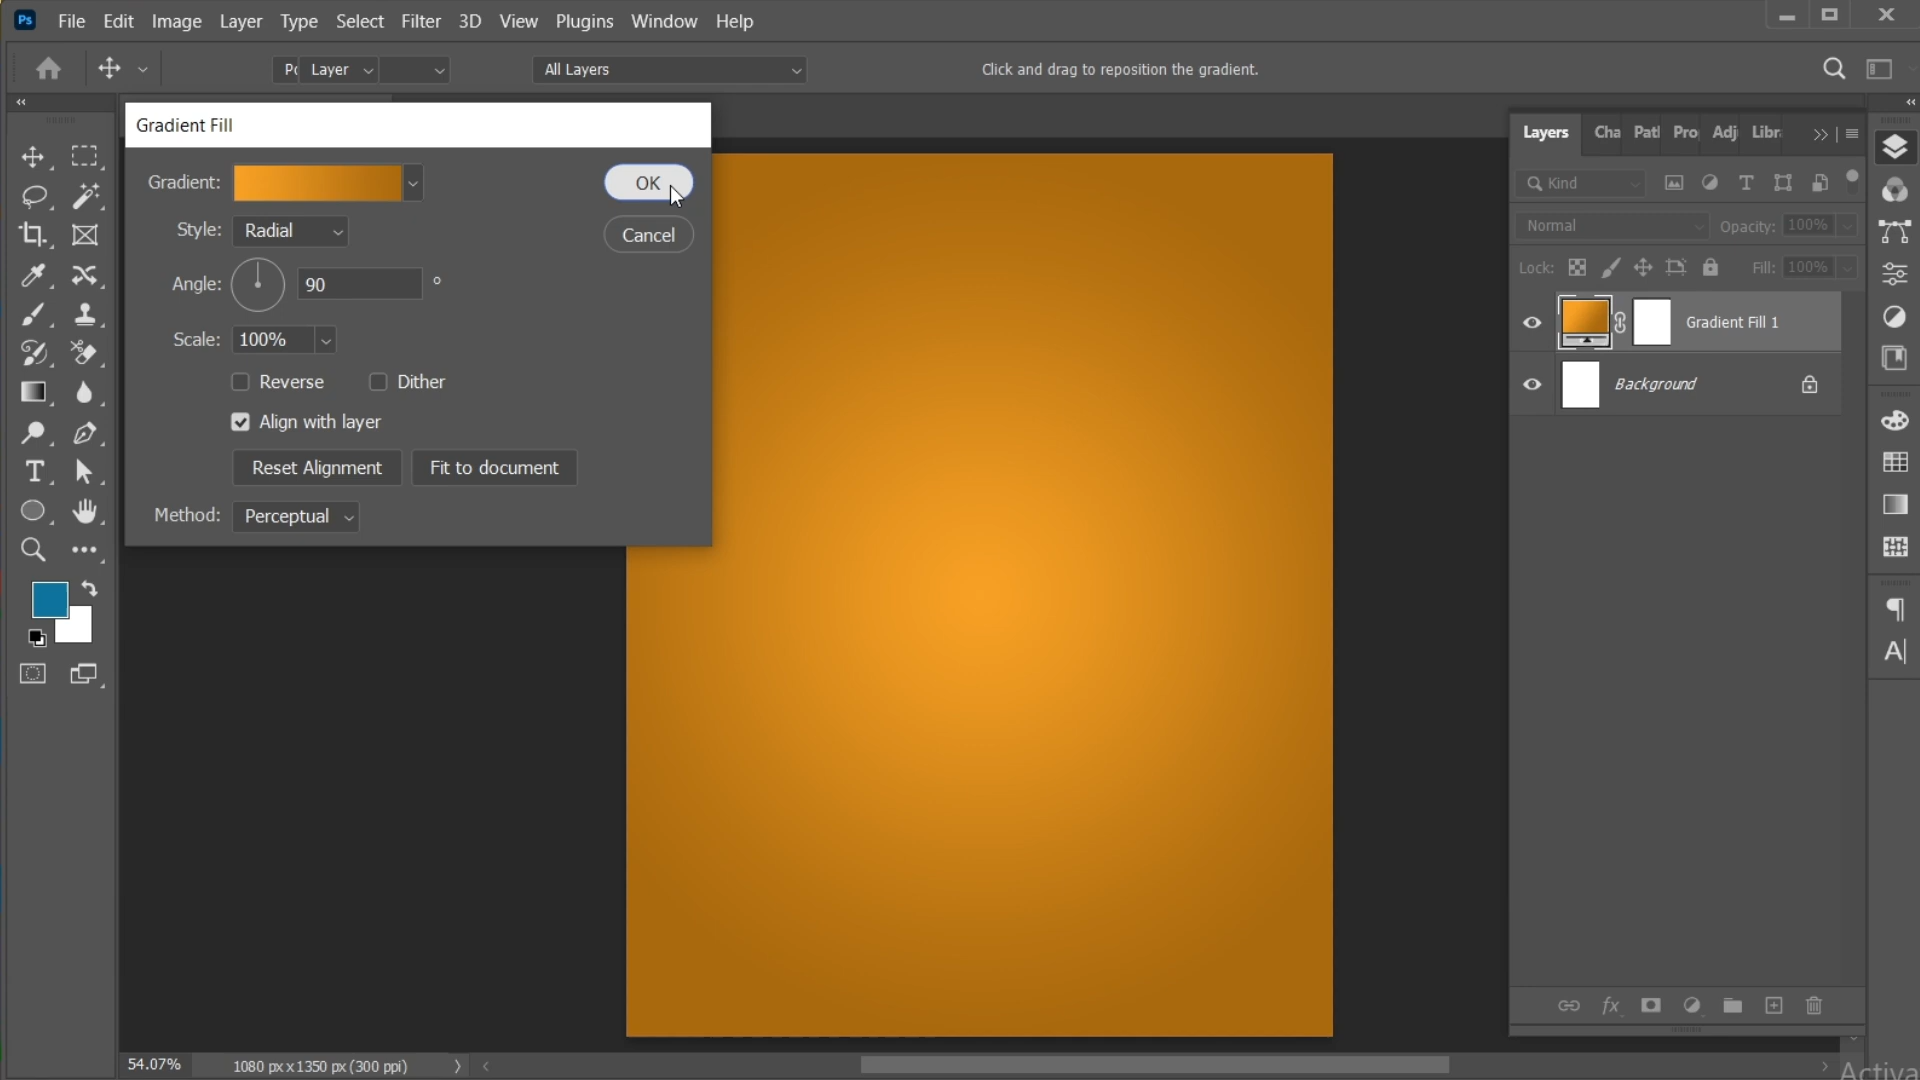 Ps File Edit Image Layer Type Select Filter 3D View Plugins Window Help
Layer All Layers Click and drag to reposition the gradient.
Gradient Fill
Gradient: OK
Style: Radial Cancel
Angle: 90 °
Scale: 100%
Reverse Dither
Align with layer
Reset Alignment Fit to document
Method: Perceptual
Layers Cha Pat Pro Adj Libr
Kind
Normal Opacity: 100%
Lock: Fill: 100%
Gradient Fill 1
Background
54.07% 1080 px x 1350 px (300 ppi)
Activa